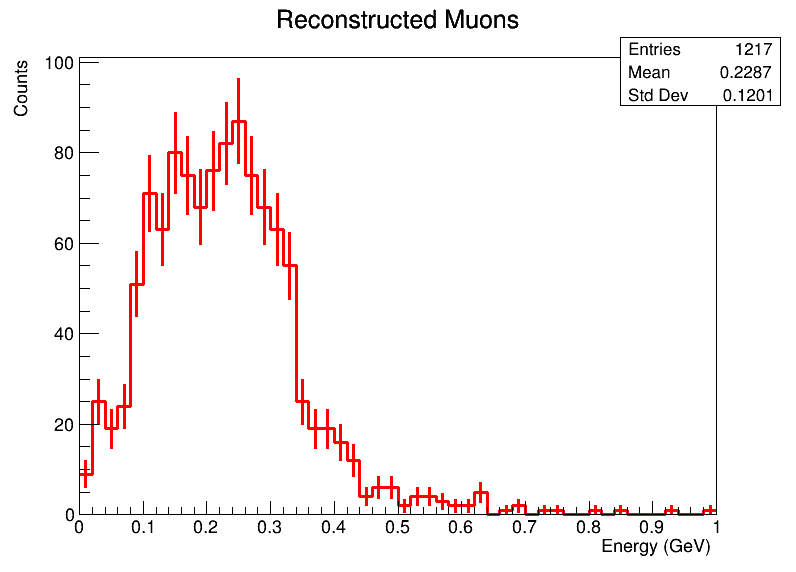 Reconstructed Muons
Entries 1217
Mean 0.2287
Std Dev 0.1201
Counts
100
80
60
40
20
0
0 0.1 0.2 0.3 0.4 0.5 0.6 0.7 0.8 0.9 1
Energy (GeV)